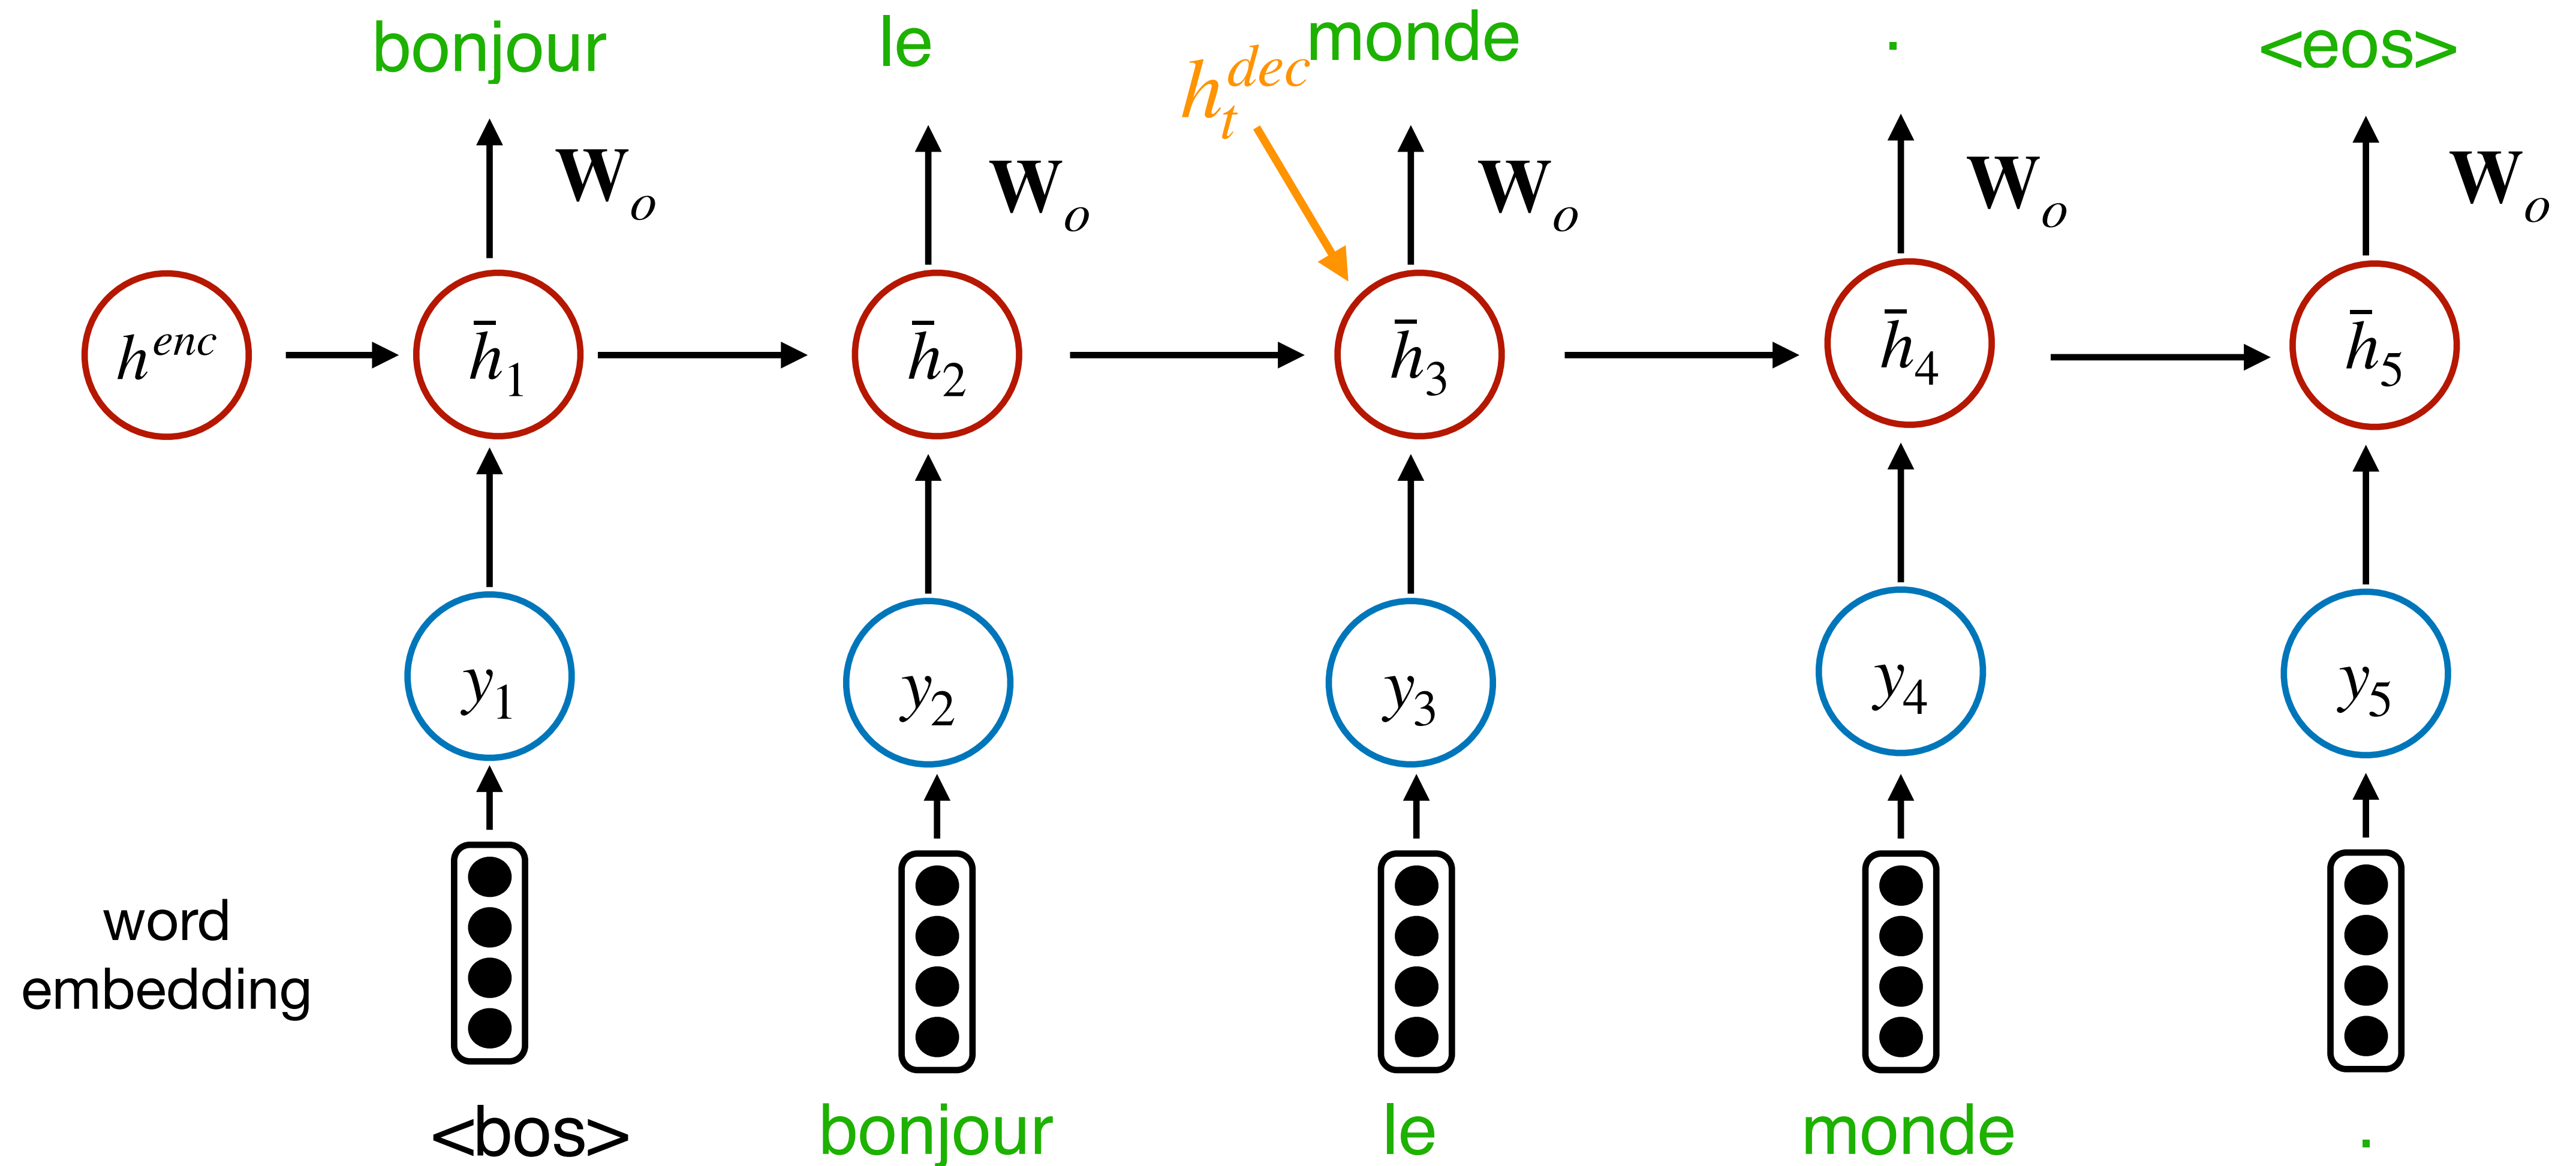 bonjour le monde . <eos>
h_t^{dec}
W_o W_o W_o W_o W_o
h^{enc} h̄_1 h̄_2 h̄_3 h̄_4 h̄_5
y_1 y_2 y_3 y_4 y_5
word
embedding
<bos> bonjour le monde .